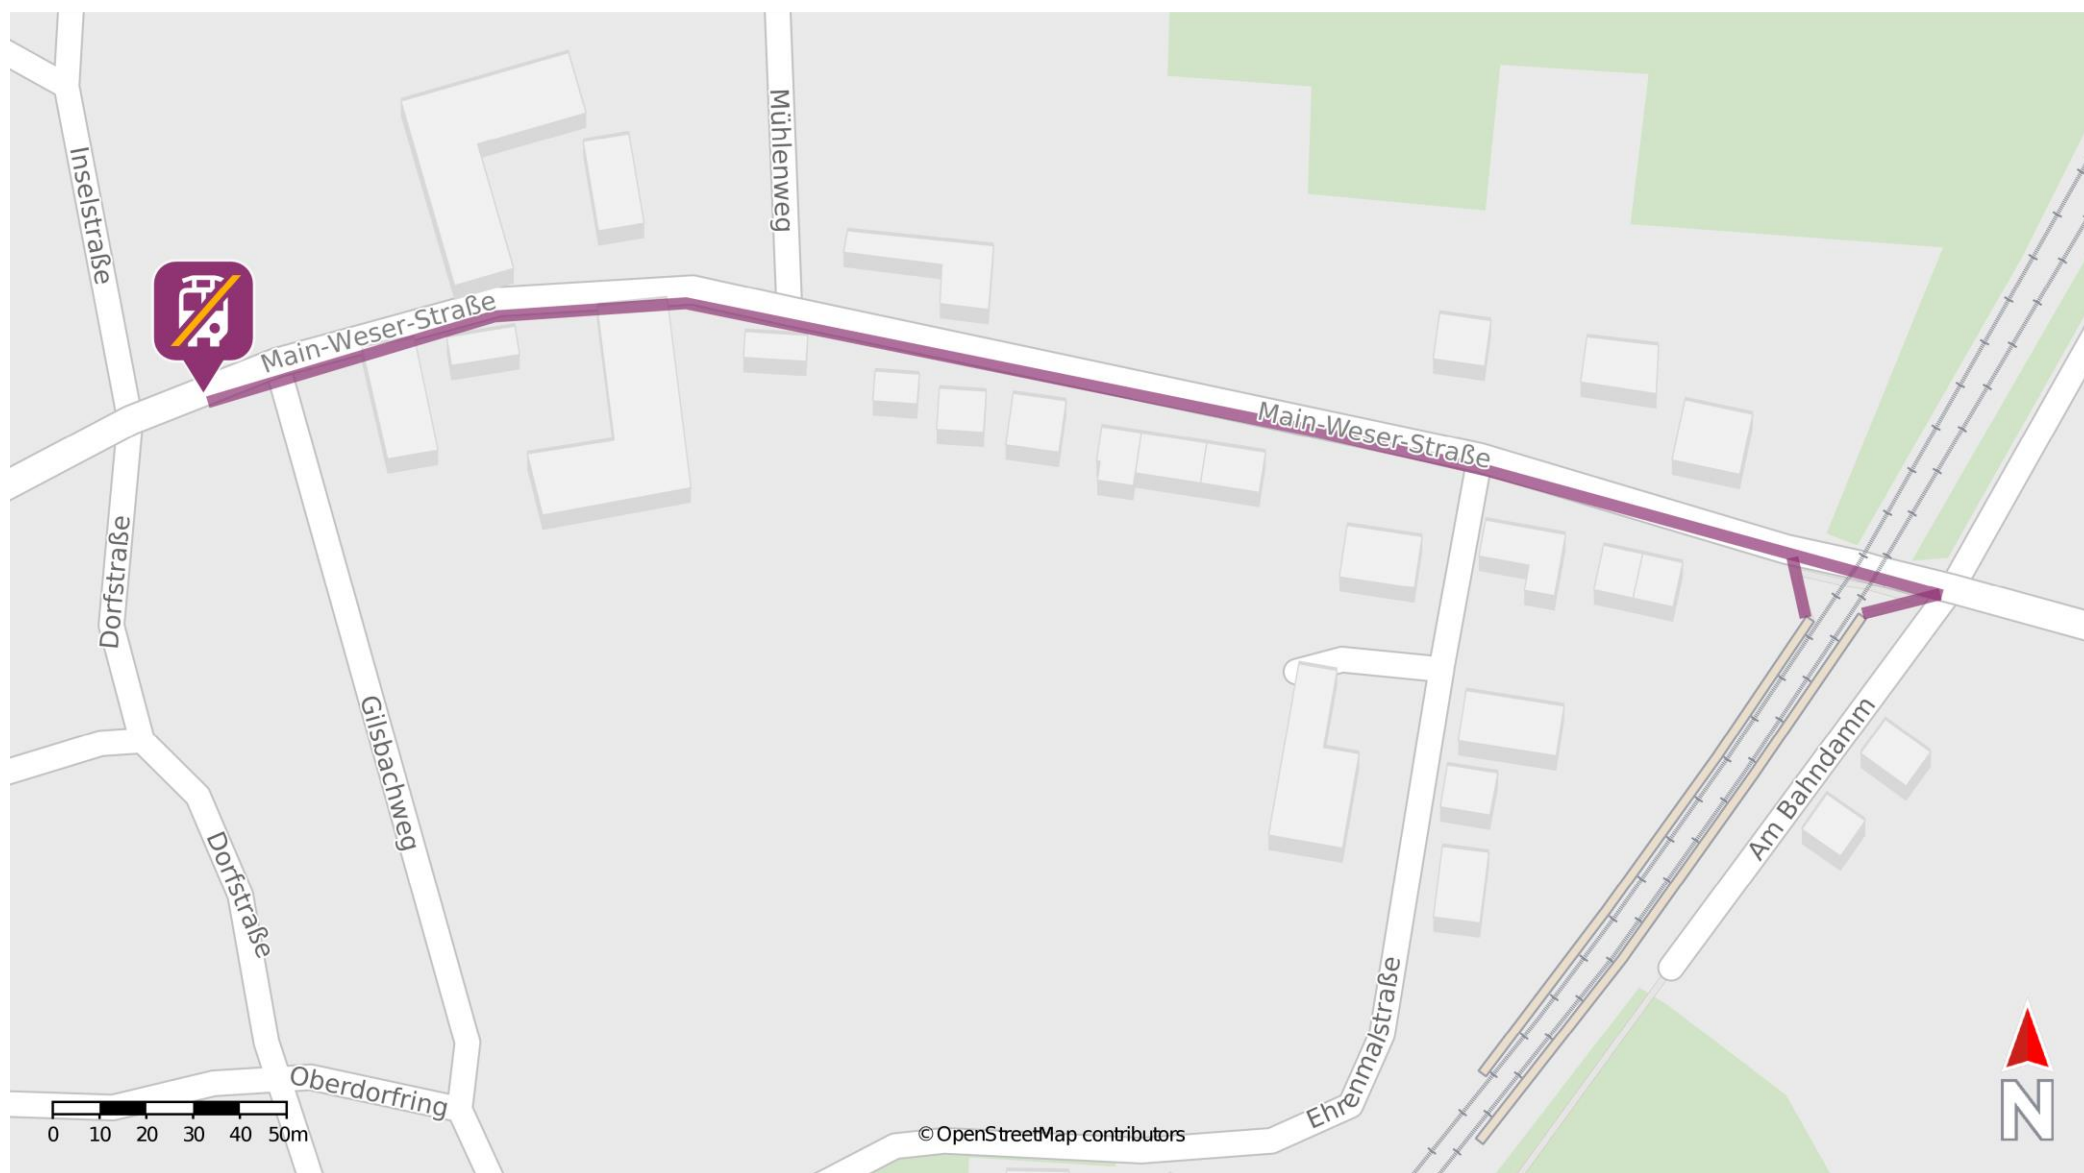 Mühlenweg
Inselstraße
Main-Weser-Straße
Main-Weser-Straße
Dorfstraße
Gilsbachweg
Am Bahndamm
Dorfstraße
Ehrenmalstraße
Oberdorfring
0 10 20 30 40 50m
© OpenStreetMap contributors
N